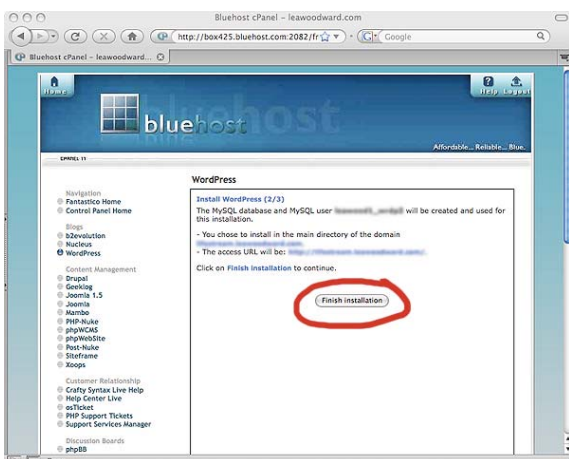 Bluehost cPanel – leawoodward.com
http://box425.bluehost.com:2082/fr
Google
Bluehost cPanel – leawoodward...
Home
Help Logout
bluehost
Affordable... Reliable... Blue.
CPANEL 11
WordPress
Navigation
Fantastico Home
Control Panel Home
Blogs
b2evolution
Nucleus
WordPress
Content Management
Drupal
Geeklog
Joomla 1.5
Joomla
Mambo
PHP-Nuke
phpWCMS
phpWebSite
Post-Nuke
Siteframe
Xoops
Customer Relationship
Crafty Syntax Live Help
Help Center Live
osTicket
PHP Support Tickets
Support Services Manager
Discussion Boards
phpBB
Install WordPress (2/3)
The MySQL database and MySQL user will be created and used for
this installation.
- You chose to install in the main directory of the domain
- The access URL will be:
Click on Finish installation to continue.
Finish installation